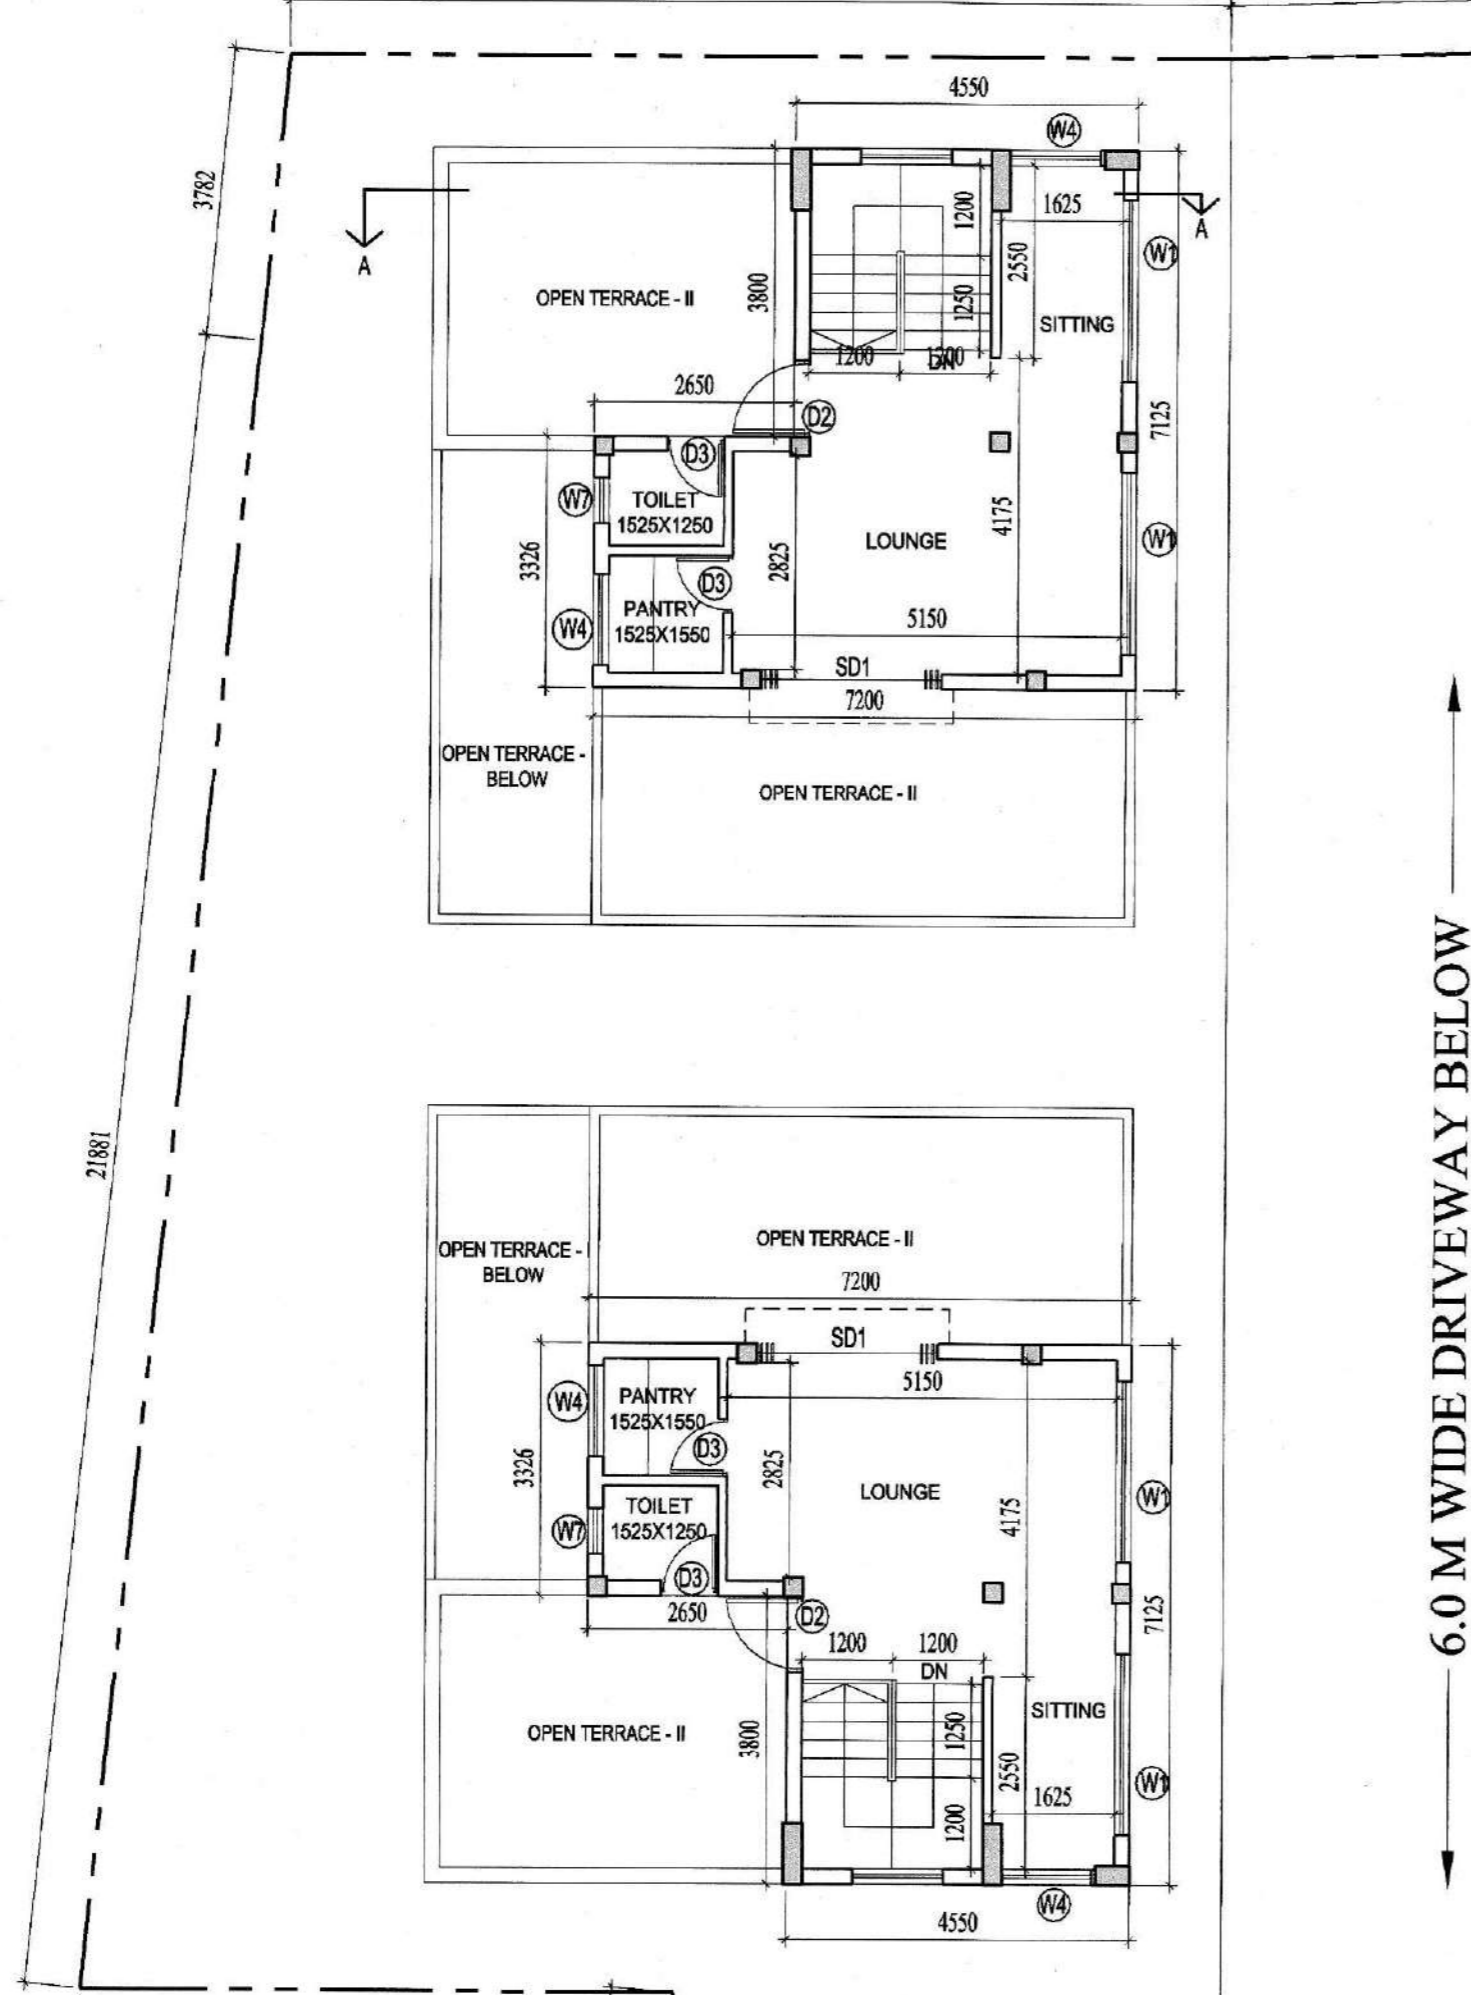 4550
W4
3782
A
1200
1625
A
2550
W1
OPEN TERRACE - II
3800
1250
SITTING
1200
1200
DN
2650
D2
7125
D3
W7
TOILET
1525X1250
4175
LOUNGE
W1
3326
2825
D3
PANTRY
1525X1550
W4
5150
SD1
7200
OPEN TERRACE -
BELOW
OPEN TERRACE - II
6.0 M WIDE DRIVEWAY BELOW
21881
OPEN TERRACE - II
OPEN TERRACE -
BELOW
7200
SD1
5150
W4
PANTRY
1525X1550
D3
3326
2825
LOUNGE
W1
4175
TOILET
1525X1250
W7
D3
2650
D2
7125
1200
1200
DN
SITTING
OPEN TERRACE - II
3800
1250
2550
W1
1625
1200
W4
4550